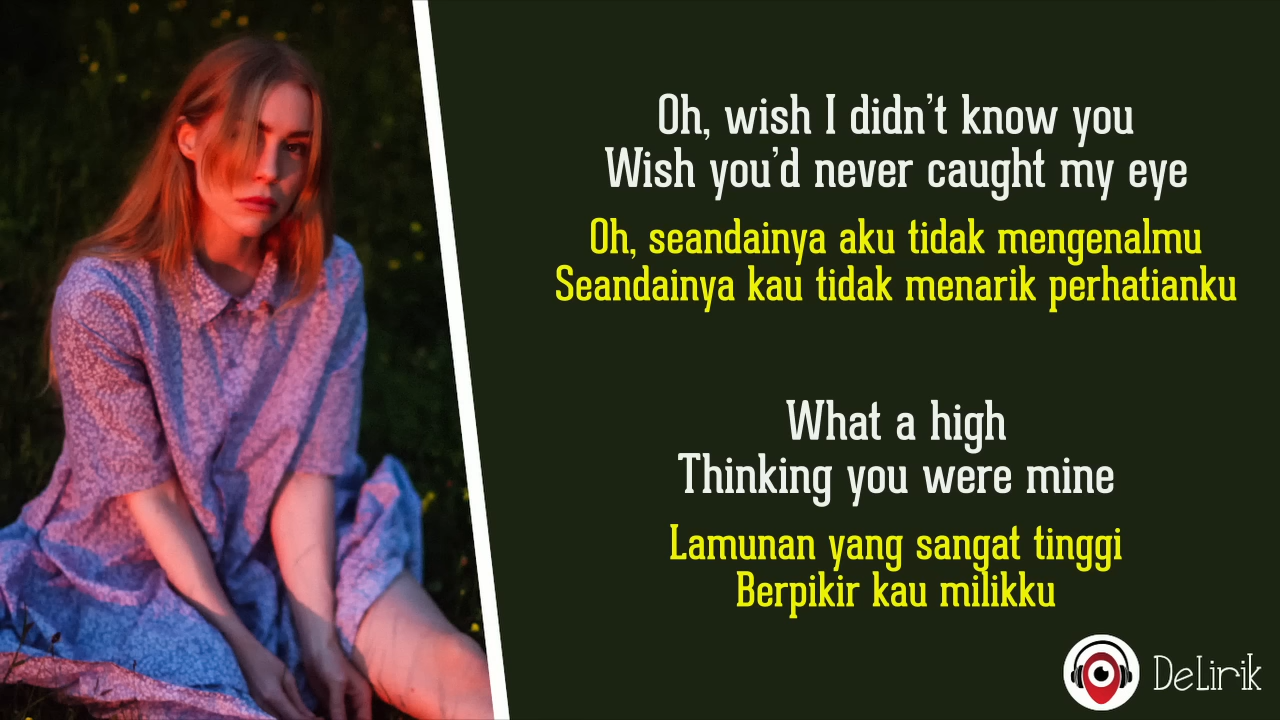 Oh, wish I didn't know you
Wish you'd never caught my eye
Oh, seandainya aku tidak mengenalmu
Seandainya kau tidak menarik perhatianku
What a high
Thinking you were mine
Lamunan yang sangat tinggi
Berpikir kau milikku
DeLirik